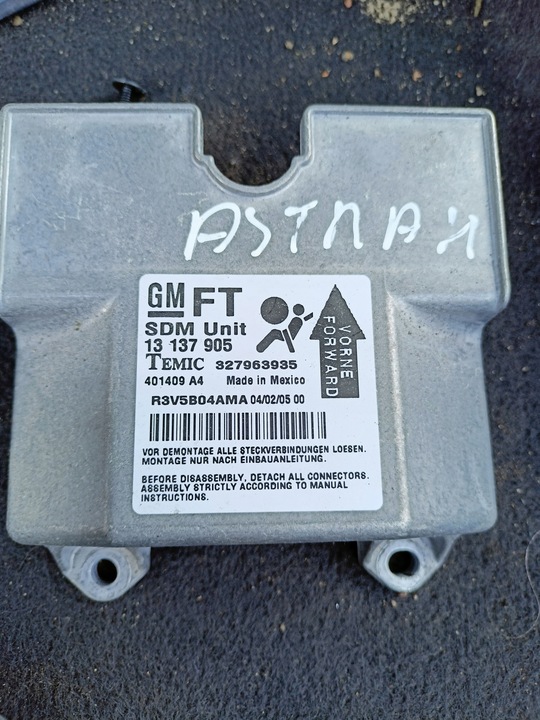 ASTRA H
GM FT
SDM Unit
13 137 905
TEMIC 327963935
401409 A4 Made in Mexico
R3V5B04AMA 04/02/05 00
VORNE
FORWARD
VOR DEMONTAGE ALLE STECKVERBINDUNGEN LOESEN.
MONTAGE NUR NACH EINBAUANLEITUNG.
BEFORE DISASSEMBLY, DETACH ALL CONNECTORS.
ASSEMBLY STRICTLY ACCORDING TO MANUAL
INSTRUCTIONS.